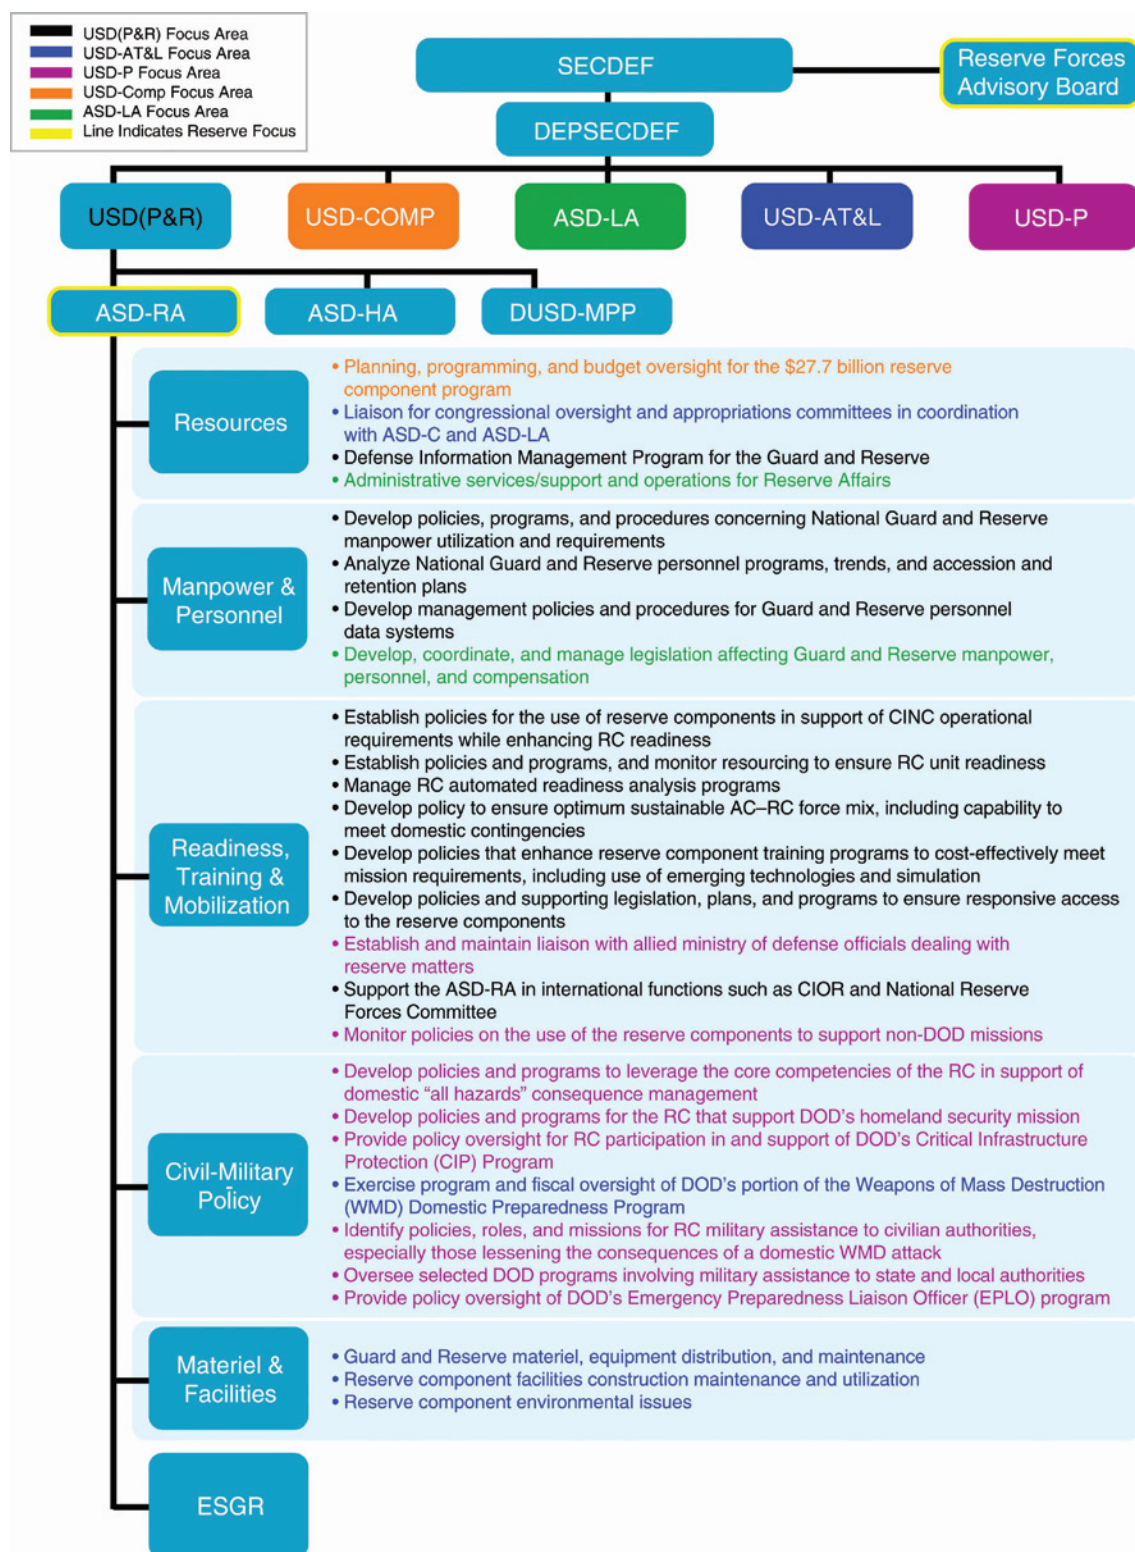 USD(P&R) Focus Area
USD-AT&L Focus Area
USD-P Focus Area
USD-Comp Focus Area
ASD-LA Focus Area
Line Indicates Reserve Focus
SECDEF
Reserve Forces
Advisory Board
DEPSECDEF
USD(P&R)
USD-COMP
ASD-LA
USD-AT&L
USD-P
ASD-RA
ASD-HA
DUSD-MPP
Resources
• Planning, programming, and budget oversight for the $27.7 billion reserve
component program
• Liaison for congressional oversight and appropriations committees in coordination
with ASD-C and ASD-LA
• Defense Information Management Program for the Guard and Reserve
• Administrative services/support and operations for Reserve Affairs
Manpower &
Personnel
• Develop policies, programs, and procedures concerning National Guard and Reserve
manpower utilization and requirements
• Analyze National Guard and Reserve personnel programs, trends, and accession and
retention plans
• Develop management policies and procedures for Guard and Reserve personnel
data systems
• Develop, coordinate, and manage legislation affecting Guard and Reserve manpower,
personnel, and compensation
Readiness,
Training &
Mobilization
• Establish policies for the use of reserve components in support of CINC operational
requirements while enhancing RC readiness
• Establish policies and programs, and monitor resourcing to ensure RC unit readiness
• Manage RC automated readiness analysis programs
• Develop policy to ensure optimum sustainable AC–RC force mix, including capability to
meet domestic contingencies
• Develop policies that enhance reserve component training programs to cost-effectively meet
mission requirements, including use of emerging technologies and simulation
• Develop policies and supporting legislation, plans, and programs to ensure responsive access
to the reserve components
• Establish and maintain liaison with allied ministry of defense officials dealing with
reserve matters
• Support the ASD-RA in international functions such as CIOR and National Reserve
Forces Committee
• Monitor policies on the use of the reserve components to support non-DOD missions
Civil-Military
Policy
• Develop policies and programs to leverage the core competencies of the RC in support of
domestic “all hazards” consequence management
• Develop policies and programs for the RC that support DOD’s homeland security mission
• Provide policy oversight for RC participation in and support of DOD’s Critical Infrastructure
Protection (CIP) Program
• Exercise program and fiscal oversight of DOD’s portion of the Weapons of Mass Destruction
(WMD) Domestic Preparedness Program
• Identify policies, roles, and missions for RC military assistance to civilian authorities,
especially those lessening the consequences of a domestic WMD attack
• Oversee selected DOD programs involving military assistance to state and local authorities
• Provide policy oversight of DOD’s Emergency Preparedness Liaison Officer (EPLO) program
Materiel &
Facilities
• Guard and Reserve materiel, equipment distribution, and maintenance
• Reserve component facilities construction maintenance and utilization
• Reserve component environmental issues
ESGR